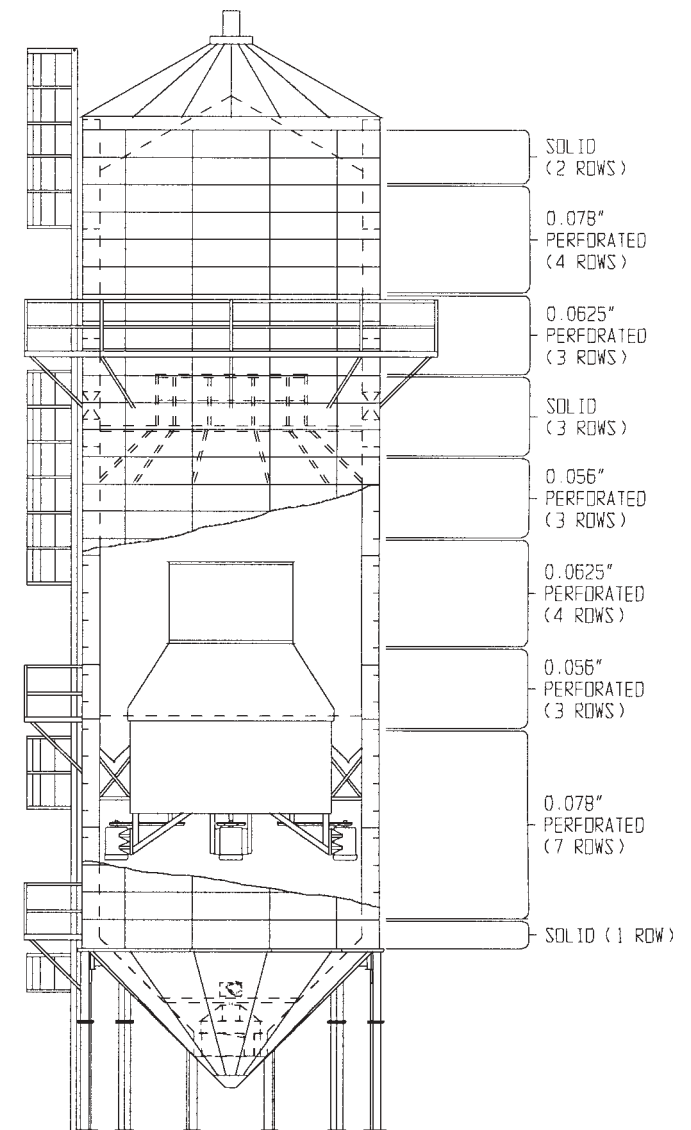 SOLID
(2 ROWS)
0.078"
PERFORATED
(4 ROWS)
0.0625"
PERFORATED
(3 ROWS)
SOLID
(3 ROWS)
0.056"
PERFORATED
(3 ROWS)
0.0625"
PERFORATED
(4 ROWS)
0.056"
PERFORATED
(3 ROWS)
0.078"
PERFORATED
(7 ROWS)
SOLID (1 ROW)